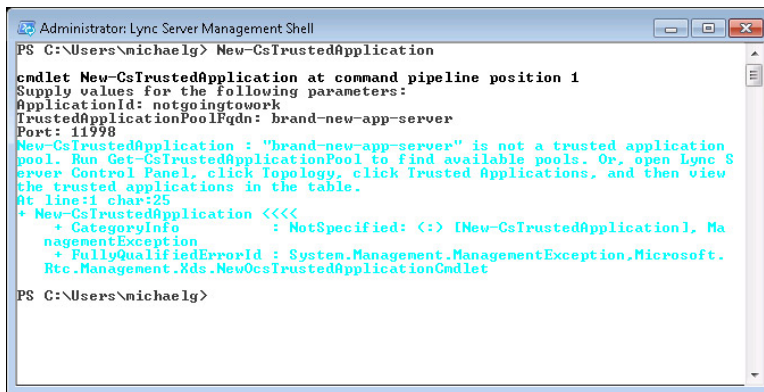 Administrator: Lync Server Management Shell
PS C:\Users\michaelg> New-CsTrustedApplication
cmdlet New-CsTrustedApplication at command pipeline position 1
Supply values for the following parameters:
ApplicationId: notgoingtowork
TrustedApplicationPoolFqdn: brand-new-app-server
Port: 11998
New-CsTrustedApplication : "brand-new-app-server" is not a trusted application
pool. Run Get-CsTrustedApplicationPool to find available pools. Or, open Lync S
erver Control Panel, click Topology, click Trusted Applications, and then view
the trusted applications in the table.
At line:1 char:25
+ New-CsTrustedApplication <<<<
+ CategoryInfo : NotSpecified: (:) [New-CsTrustedApplication], Ma
nagementException
+ FullyQualifiedErrorId : System.Management.ManagementException,Microsoft.
Rtc.Management.Xds.NewOcsTrustedApplicationCmdlet
PS C:\Users\michaelg>